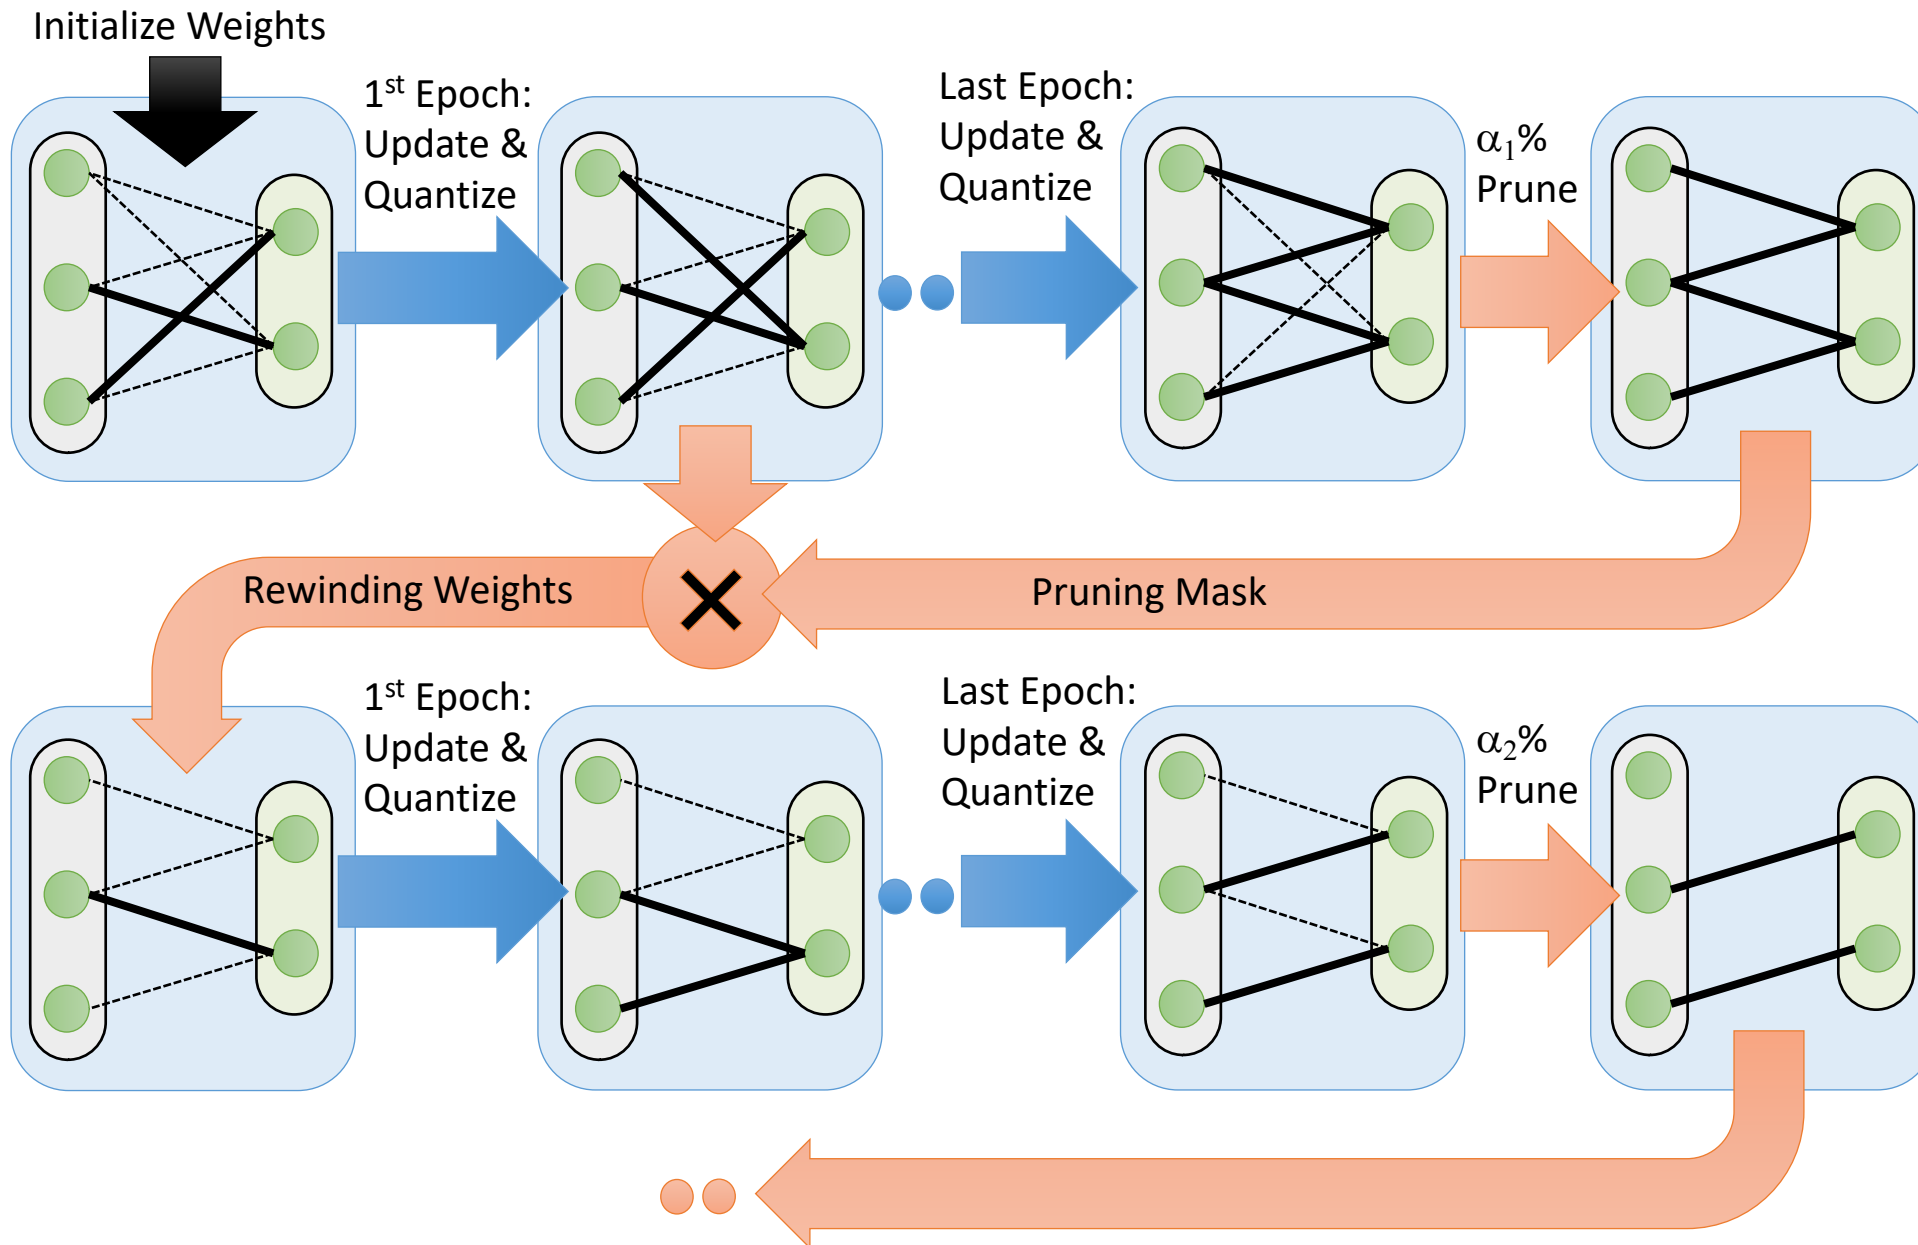 Initialize Weights
1st Epoch:
Update &
Quantize
Last Epoch:
Update &
Quantize
α1%
Prune
Rewinding Weights
Pruning Mask
1st Epoch:
Update &
Quantize
Last Epoch:
Update &
Quantize
α2%
Prune